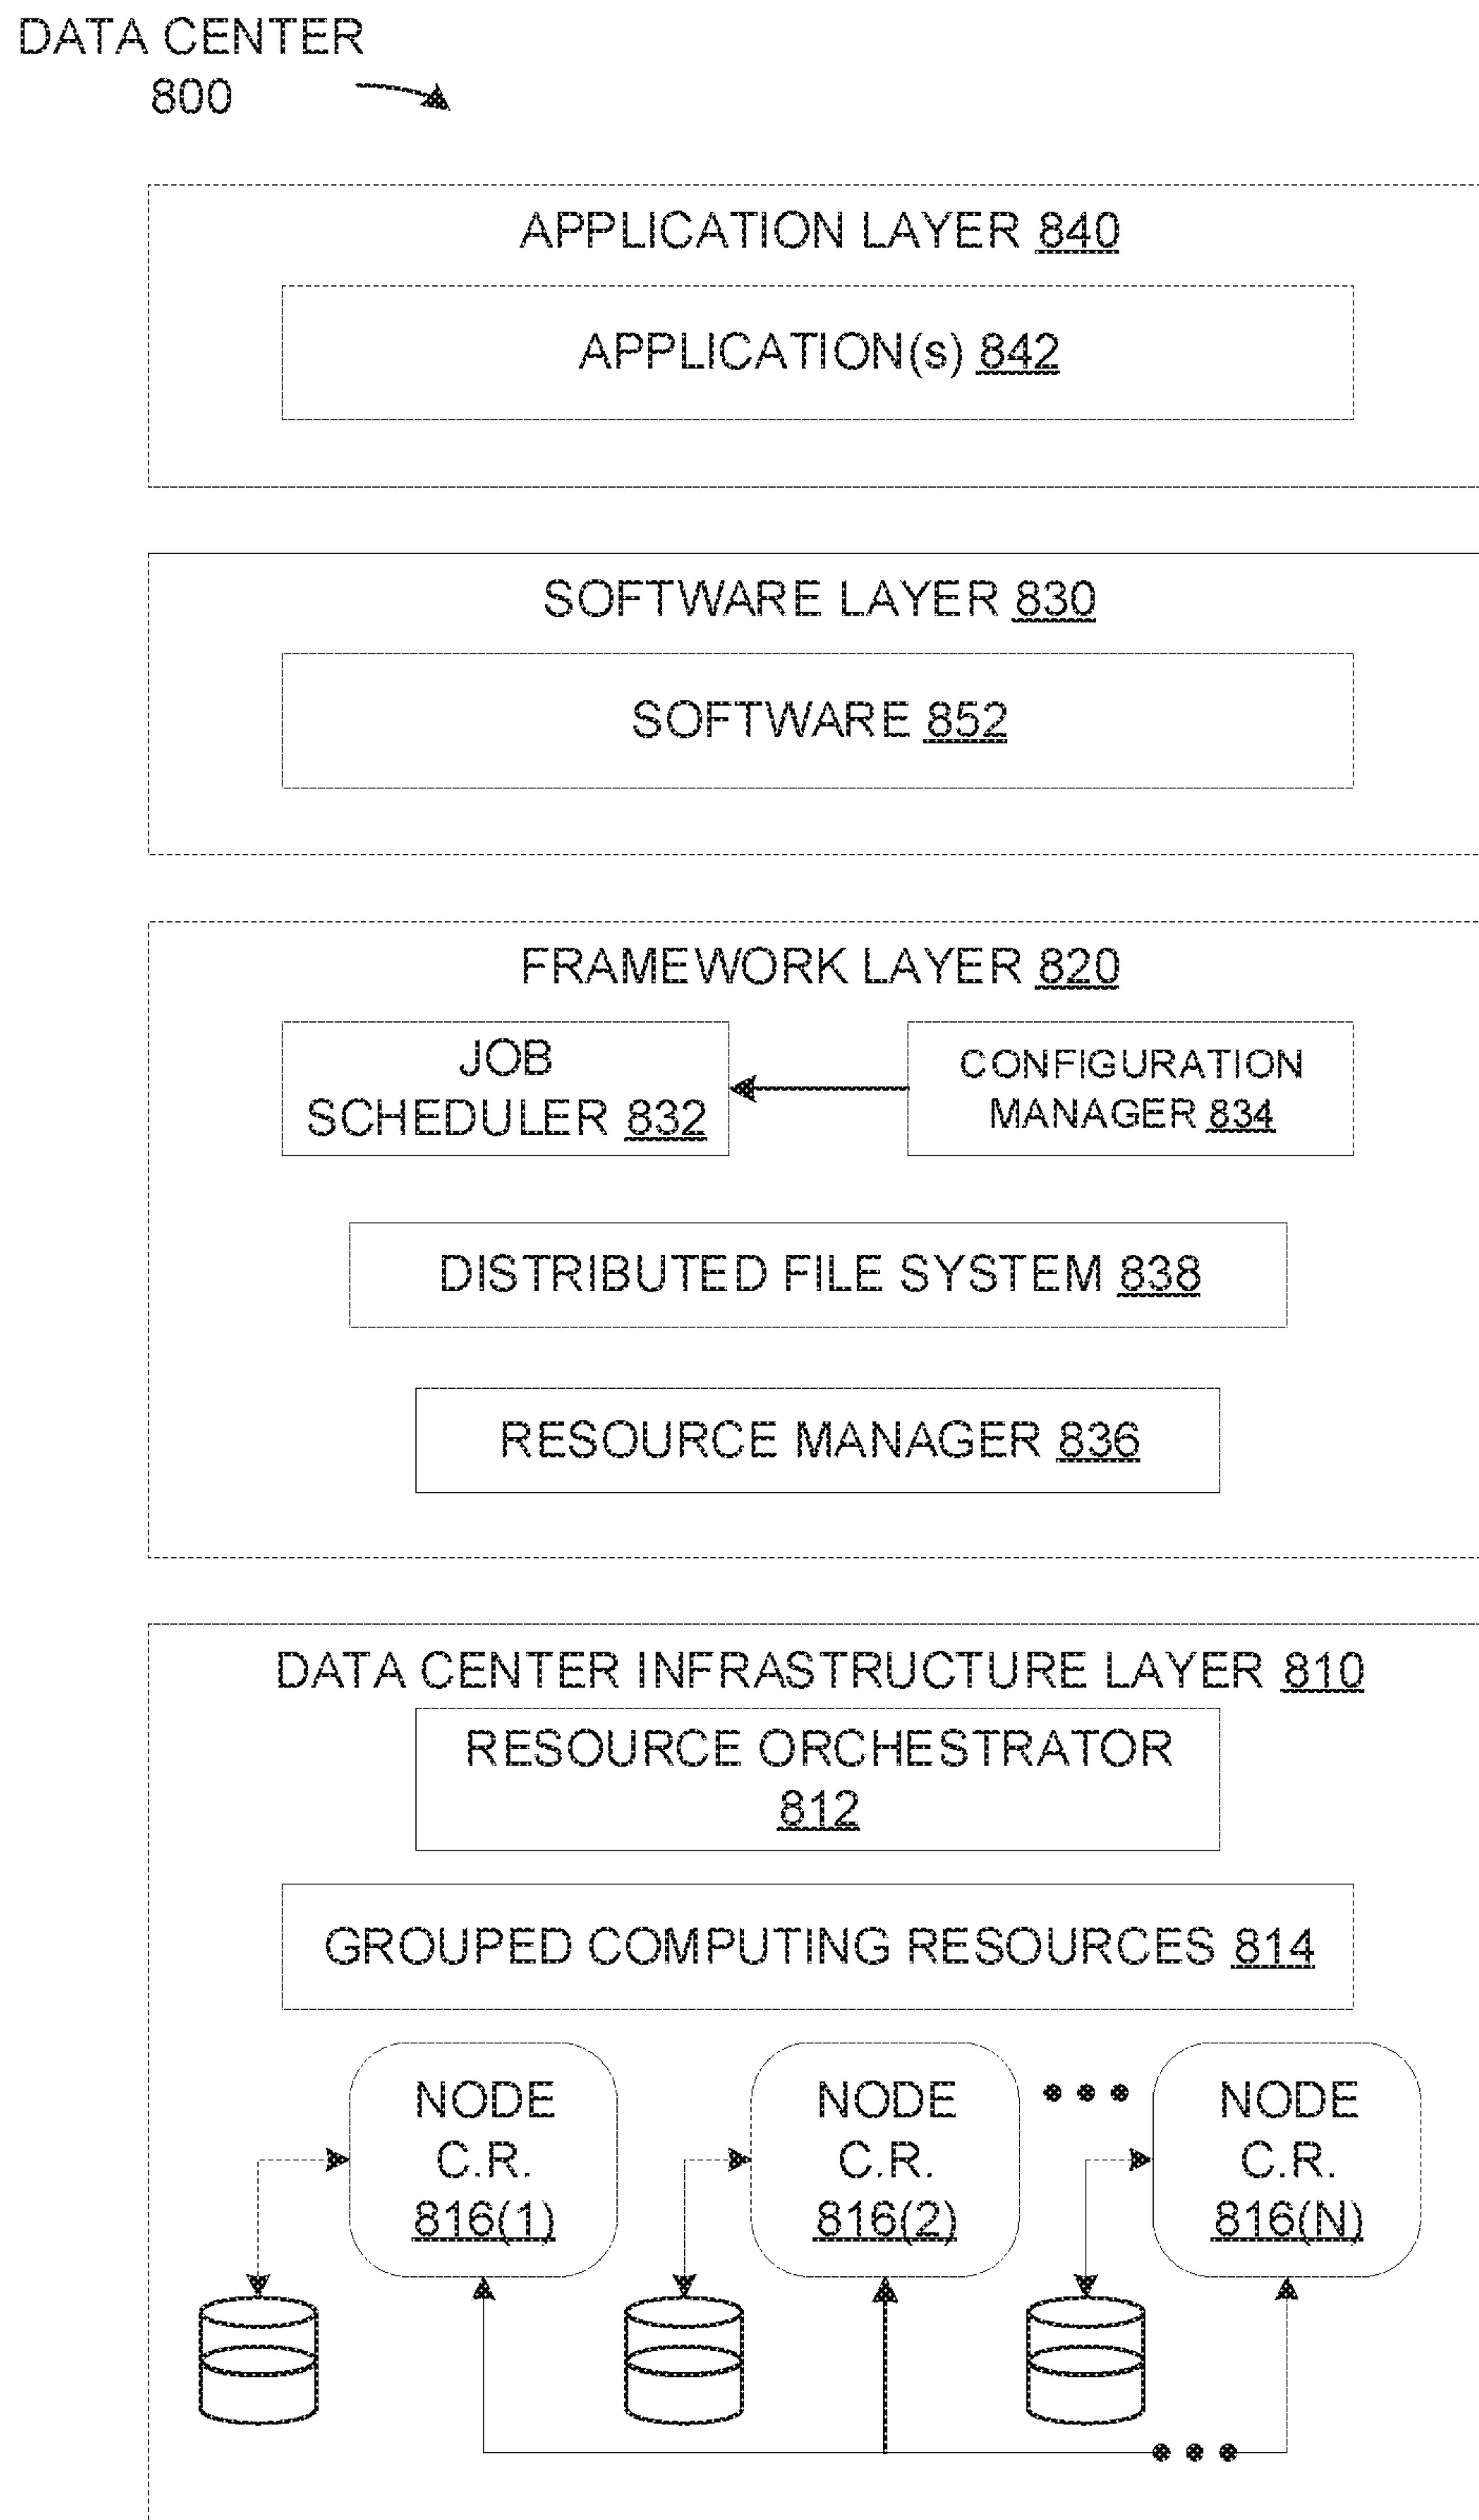 DATA CENTER
800
APPLICATION LAYER 840
APPLICATION(s) 842
SOFTWARE LAYER 830
SOFTWARE 852
FRAMEWORK LAYER 820
JOB
SCHEDULER 832
CONFIGURATION
MANAGER 834
DISTRIBUTED FILE SYSTEM 838
RESOURCE MANAGER 836
DATA CENTER INFRASTRUCTURE LAYER 810
RESOURCE ORCHESTRATOR
812
GROUPED COMPUTING RESOURCES 814
NODE
C.R.
816(1)
NODE
C.R.
816(2)
NODE
C.R.
816(N)